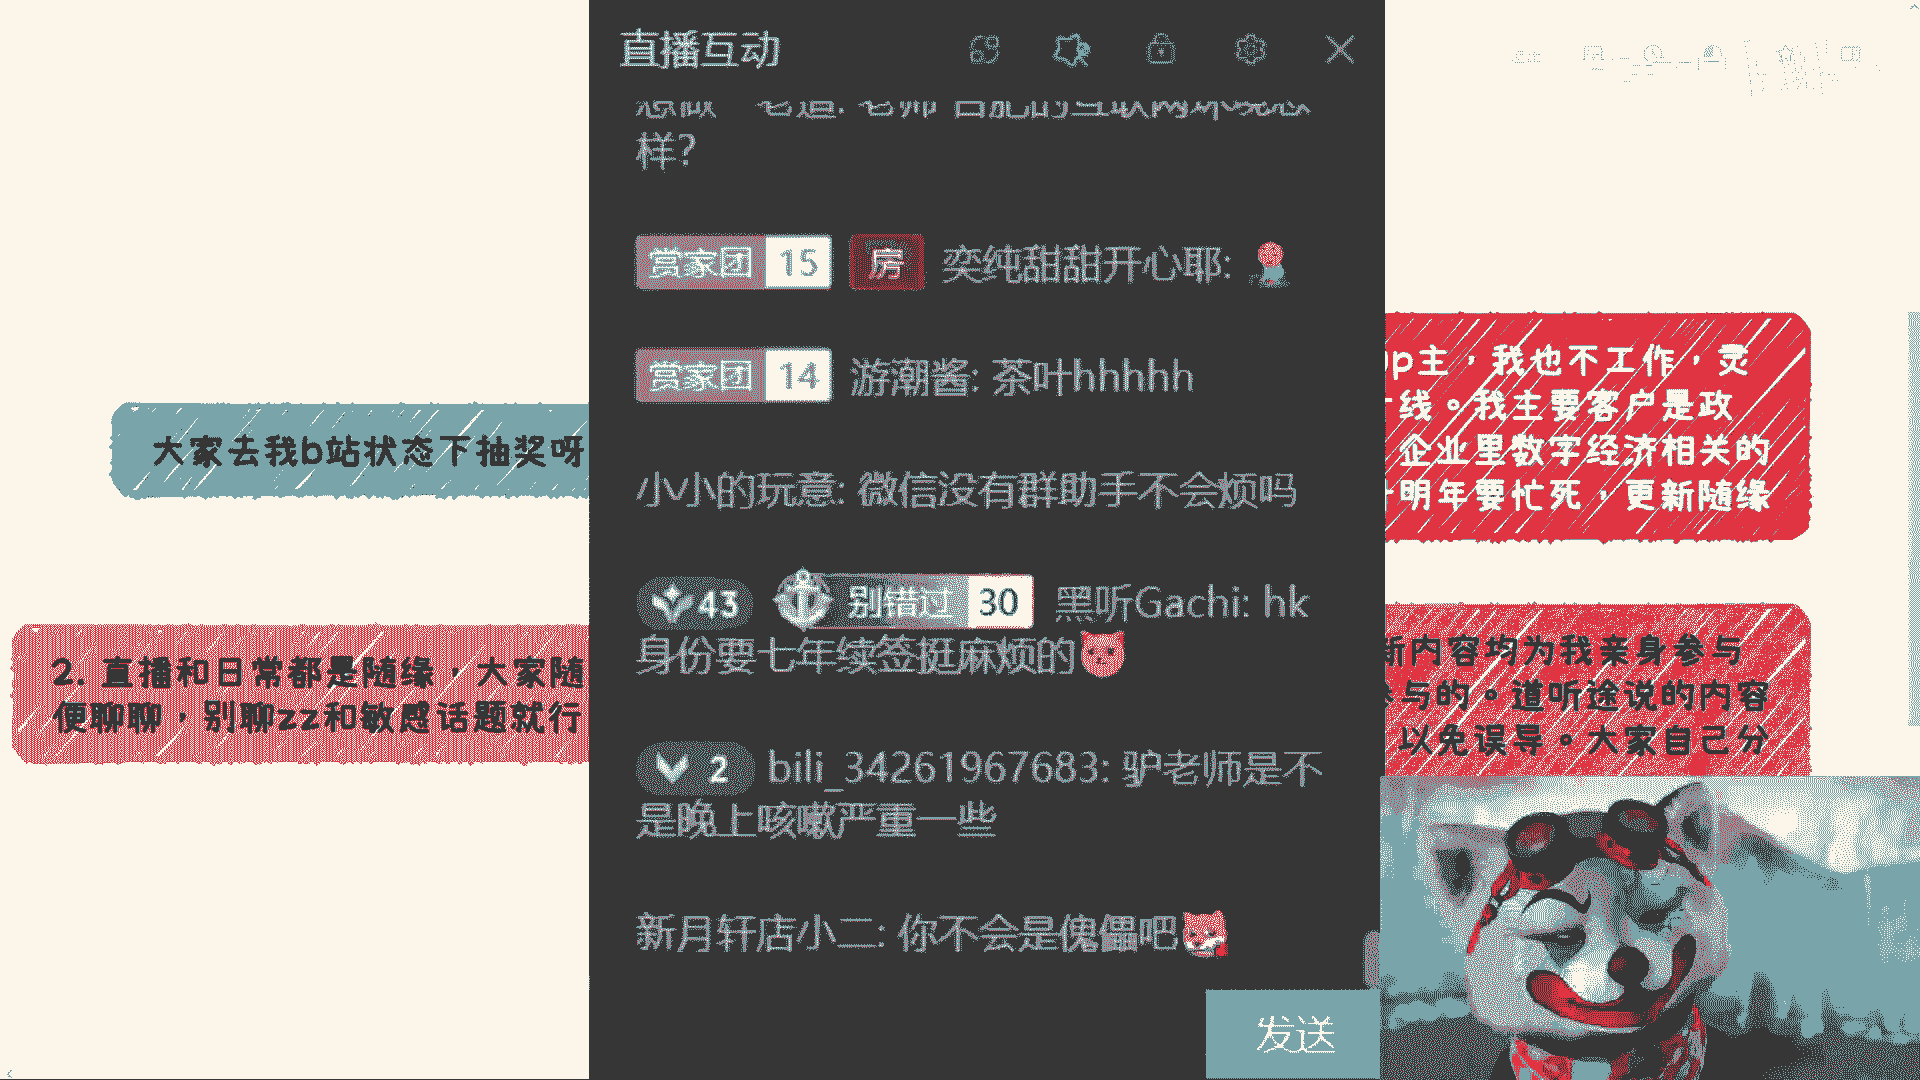 直播互动
样?
赏家团 15 房 奕纯甜甜开心耶:
赏家团 14 游潮酱: 茶叶hhhhh
小小的玩意: 微信没有群助手不会烦吗
43 别错过 30 黑听Gachi: hk
身份要七年续签挺麻烦的
2 bili_34261967683: 驴老师是不
是晚上咳嗽严重一些
新月轩店小二: 你不会是傀儡吧
发送
大家去我b站状态下抽奖呀
2. 直播和日常都是随缘，大家随
便聊聊，别聊zz和敏感话题就行
up主，我也不工作，灵
线。我主要客户是政
企业里数字经济相关的
明年要忙死，更新随缘
新内容均为我亲身参与
参与的。道听途说的内容
以免误导。大家自己分